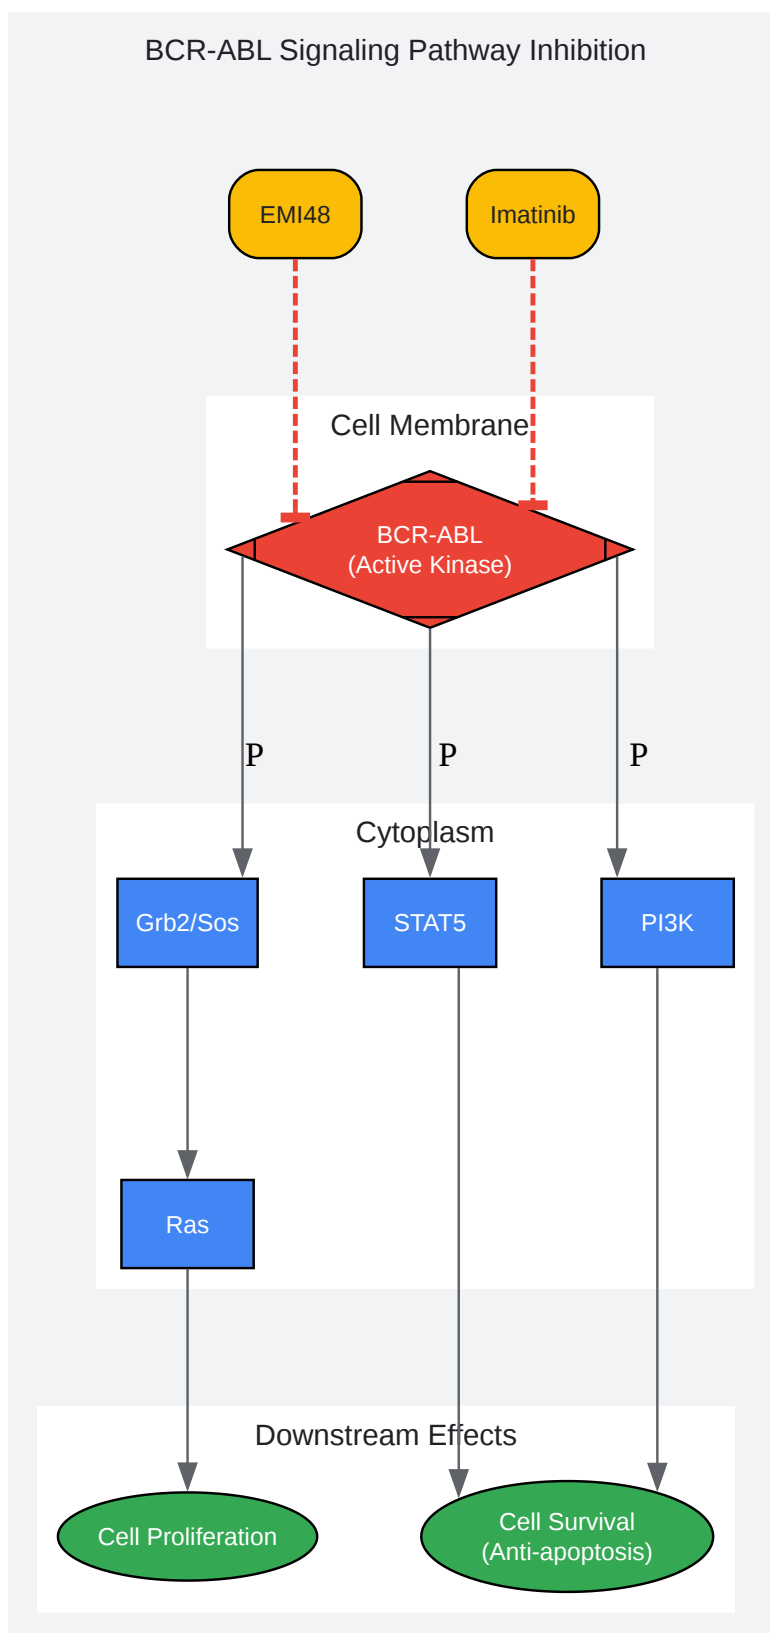 BCR-ABL Signaling Pathway Inhibition
EMI48
Imatinib
Cell Membrane
BCR-ABL
(Active Kinase)
P
P
P
Cytoplasm
Grb2/Sos
STAT5
PI3K
Ras
Downstream Effects
Cell Proliferation
Cell Survival
(Anti-apoptosis)